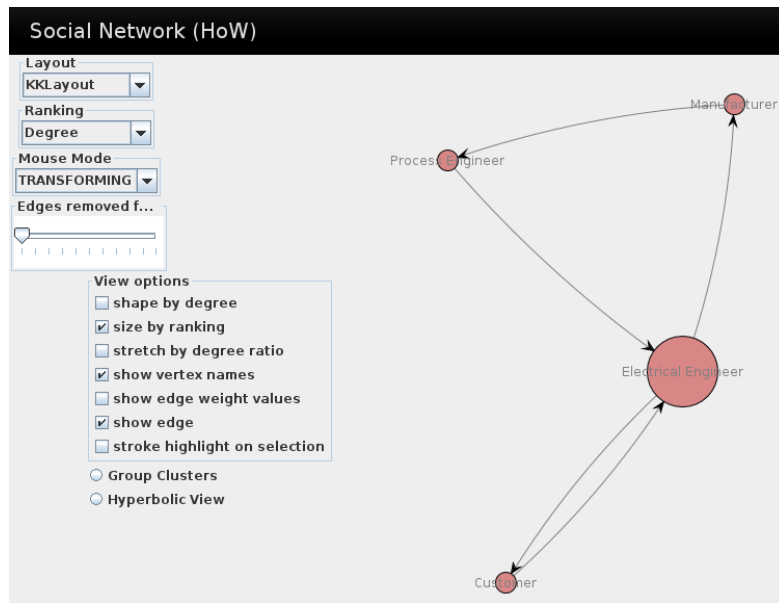 Social Network (HoW)
Layout
KKLayout
Ranking
Degree
Mouse Mode
TRANSFORMING
Edges removed f...
View options
shape by degree
size by ranking
stretch by degree ratio
show vertex names
show edge weight values
show edge
stroke highlight on selection
Group Clusters
Hyperbolic View
Manufacturer
Process Engineer
Electrical Engineer
Customer